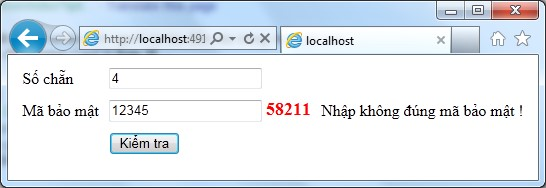 http://localhost:491
localhost
Số chẵn 4
Mã bảo mật 12345 58211 Nhập không đúng mã bảo mật !
Kiểm tra